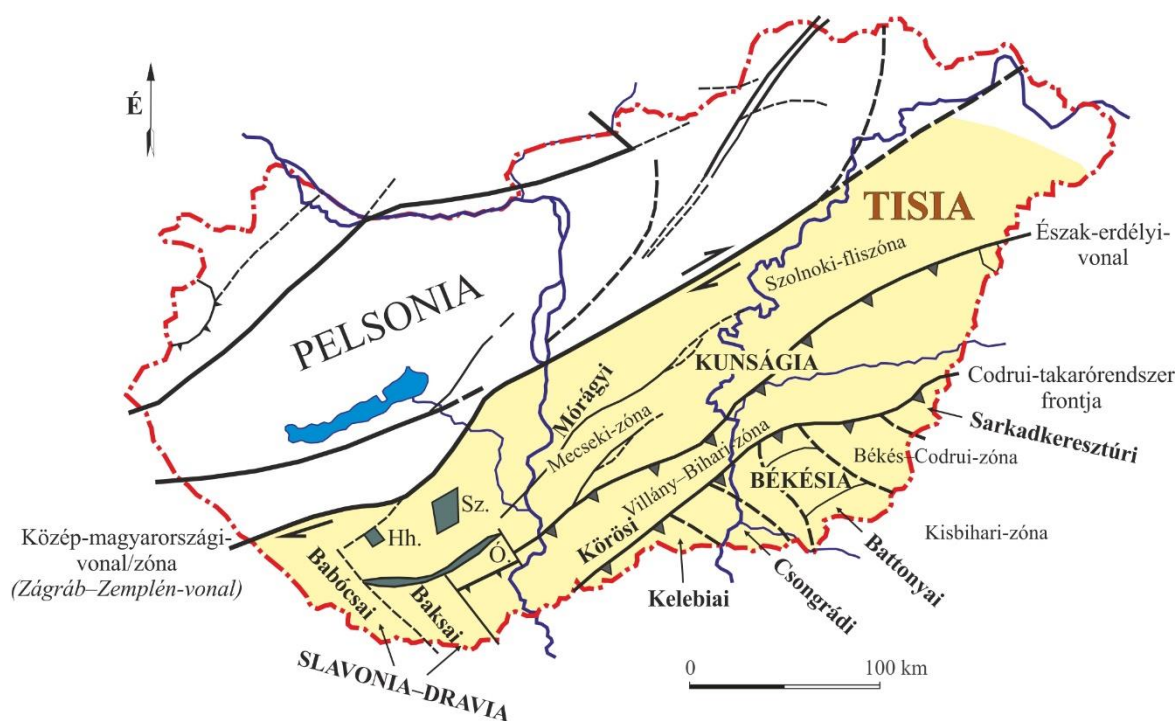 É
TISIA
Észak-erdélyi-
vonal
Szolnoki-fliszóna
PELSONIA
KUNSÁGIA
Mórágyi
Mecseki-zóna
Codrui-takarórendszer
frontja
Sarkadkeresztúri
Villány–Bihari-zóna
Békés–Codrui-zóna
BÉKÉSIA
Sz.
Hh.
Ó.
Kisbihari-zóna
Közép-magyarországi-
vonal/zóna
(Zágráb–Zemplén-vonal)
Körösi
Battonyai
Babócsai
Baksai
Kelebiai
Csongrádi
SLAVONIA–DRAVIA
0 100 km